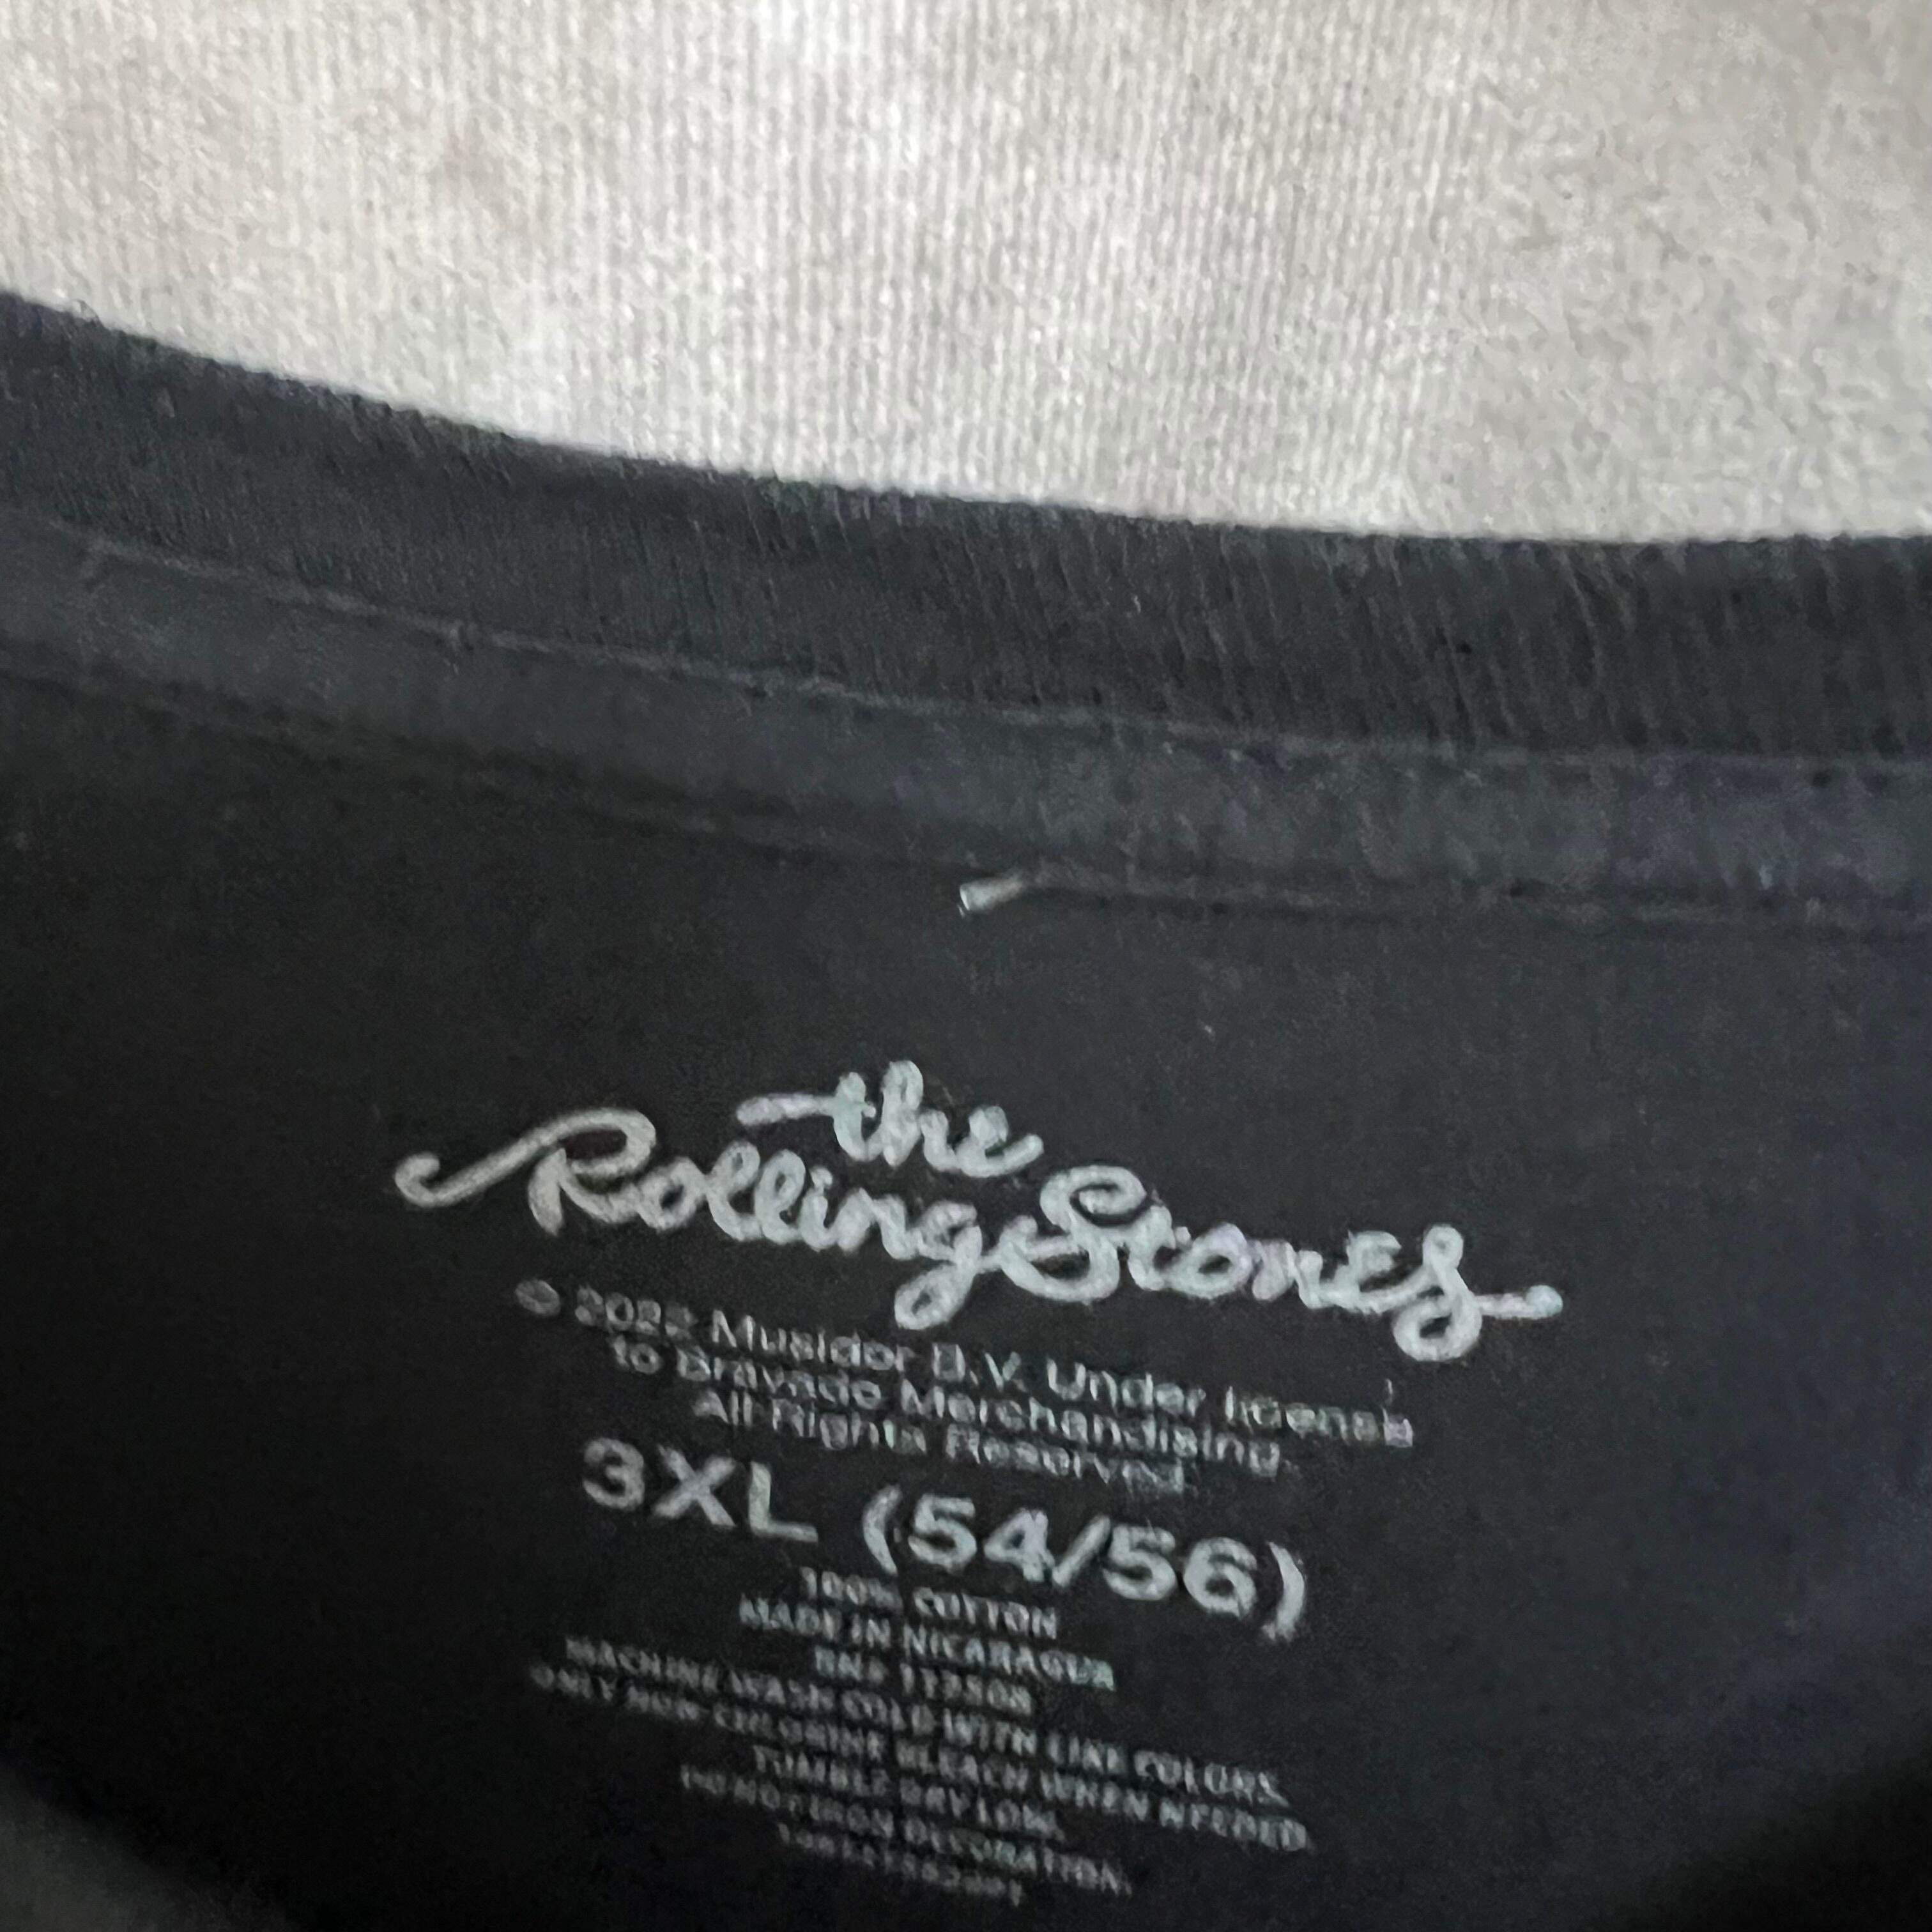 the
Rolling Stones
© 2022 Musidor B.V. Under license
to Bravado Merchandising.
All Rights Reserved.
3XL (54/56)
100% COTTON
MADE IN NICARAGUA
RN#
MACHINE WASH COLD WITH LIKE COLORS.
ONLY NON-CHLORINE BLEACH WHEN NEEDED
TUMBLE DRY LOW.
DO NOT IRON DECORATION.